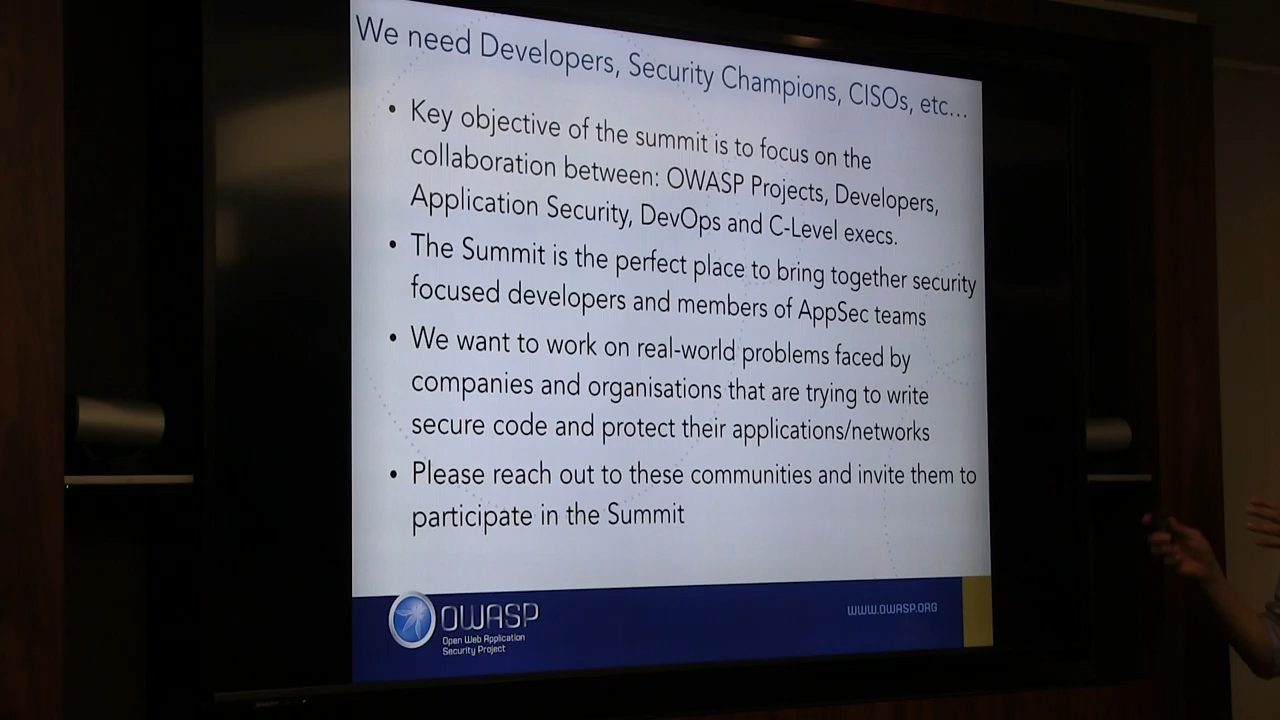 We need Developers, Security Champions, CISOs, etc...
• Key objective of the summit is to focus on the
collaboration between: OWASP Projects, Developers,
Application Security, DevOps and C-Level execs.
• The Summit is the perfect place to bring together security
focused developers and members of AppSec teams
• We want to work on real-world problems faced by
companies and organisations that are trying to write
secure code and protect their applications/networks
• Please reach out to these communities and invite them to
participate in the Summit
OWASP
Open Web Application
Security Project
WWW.OWASP.ORG